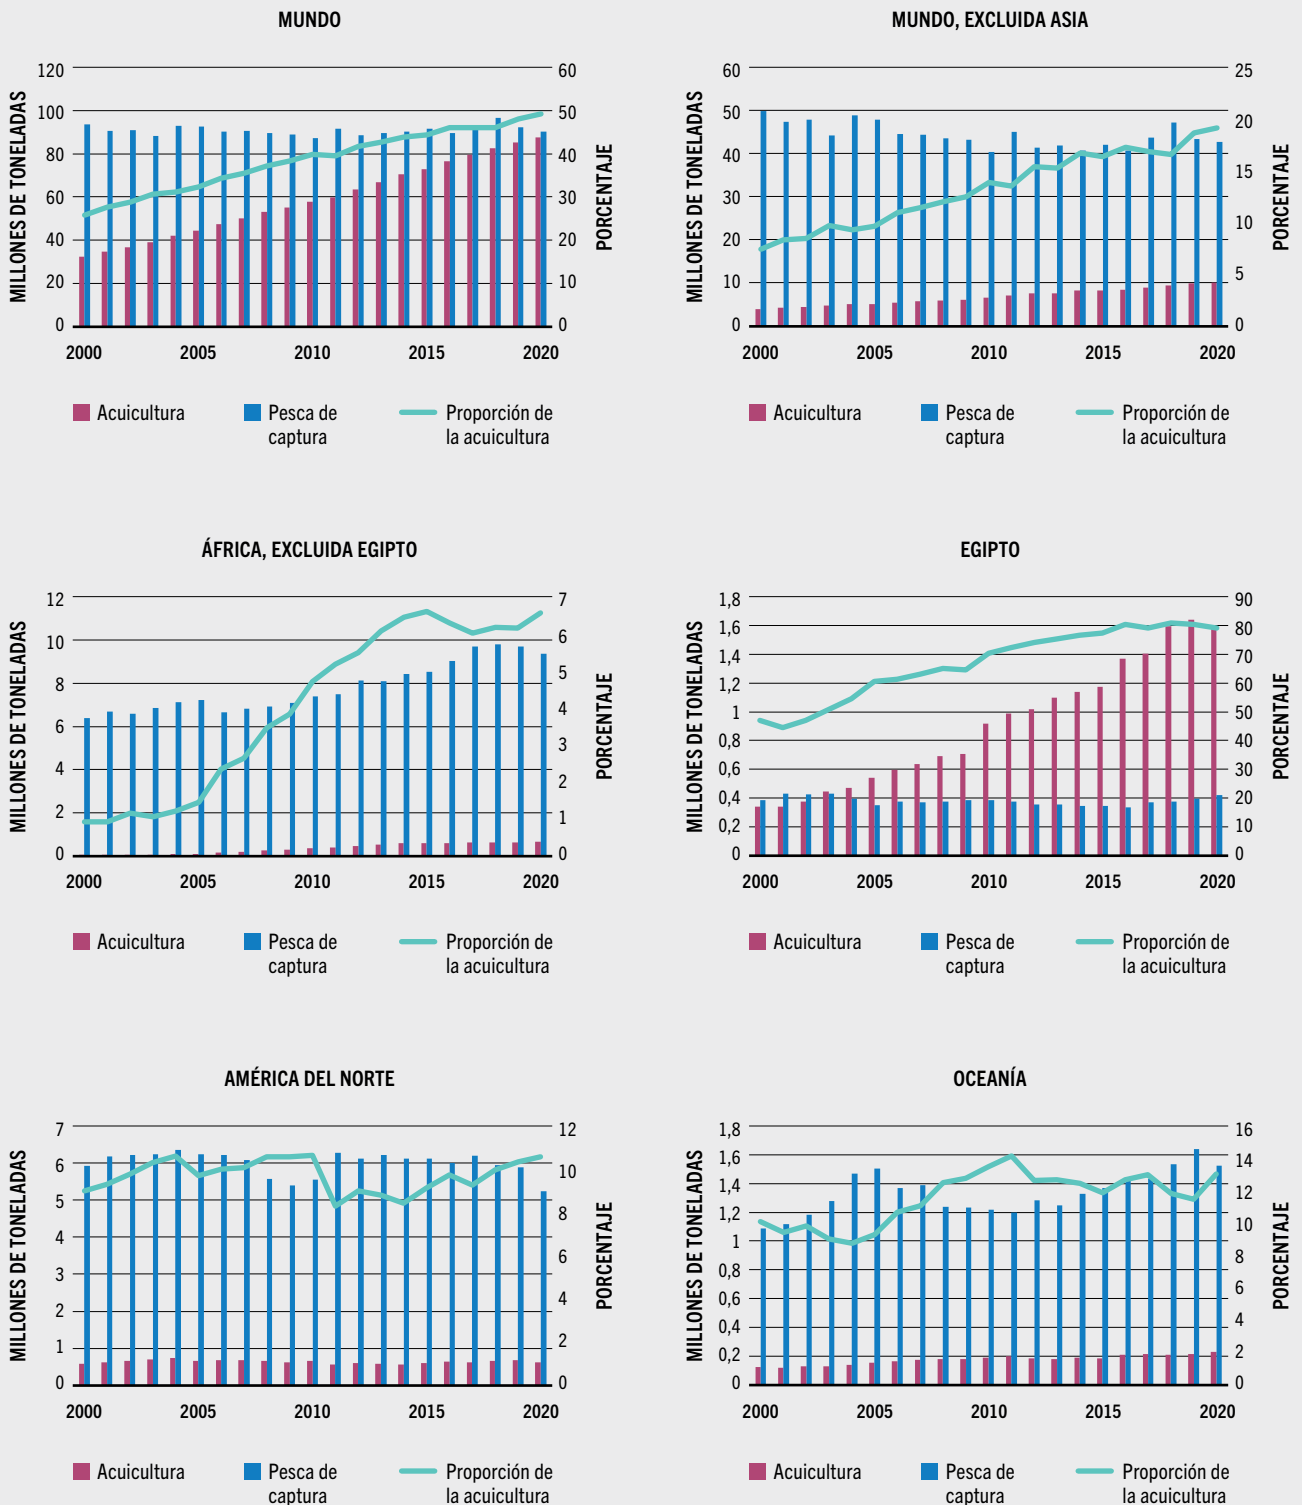 MUNDO
MILLONES DE TONELADAS
120
100
80
60
40
20
0
60
50
40
30
20
10
0
PORCENTAJE
2000 2005 2010 2015 2020
Acuicultura
Pesca de
captura
Proporción de
la acuicultura
MUNDO, EXCLUIDA ASIA
MILLONES DE TONELADAS
60
50
40
30
20
10
0
25
20
15
10
5
0
PORCENTAJE
2000 2005 2010 2015 2020
Acuicultura
Pesca de
captura
Proporción de
la acuicultura
ÁFRICA, EXCLUIDA EGIPTO
MILLONES DE TONELADAS
12
10
8
6
4
2
0
7
6
5
4
3
2
1
0
PORCENTAJE
2000 2005 2010 2015 2020
Acuicultura
Pesca de
captura
Proporción de
la acuicultura
EGIPTO
MILLONES DE TONELADAS
1,8
1,6
1,4
1,2
1
0,8
0,6
0,4
0,2
0
90
80
70
60
50
40
30
20
10
0
PORCENTAJE
2000 2005 2010 2015 2020
Acuicultura
Pesca de
captura
Proporción de
la acuicultura
AMÉRICA DEL NORTE
MILLONES DE TONELADAS
7
6
5
4
3
2
1
0
12
10
8
6
4
2
0
PORCENTAJE
2000 2005 2010 2015 2020
Acuicultura
Pesca de
captura
Proporción de
la acuicultura
OCEANÍA
MILLONES DE TONELADAS
1,8
1,6
1,4
1,2
1
0,8
0,6
0,4
0,2
0
16
14
12
10
8
6
4
2
0
PORCENTAJE
2000 2005 2010 2015 2020
Acuicultura
Pesca de
captura
Proporción de
la acuicultura